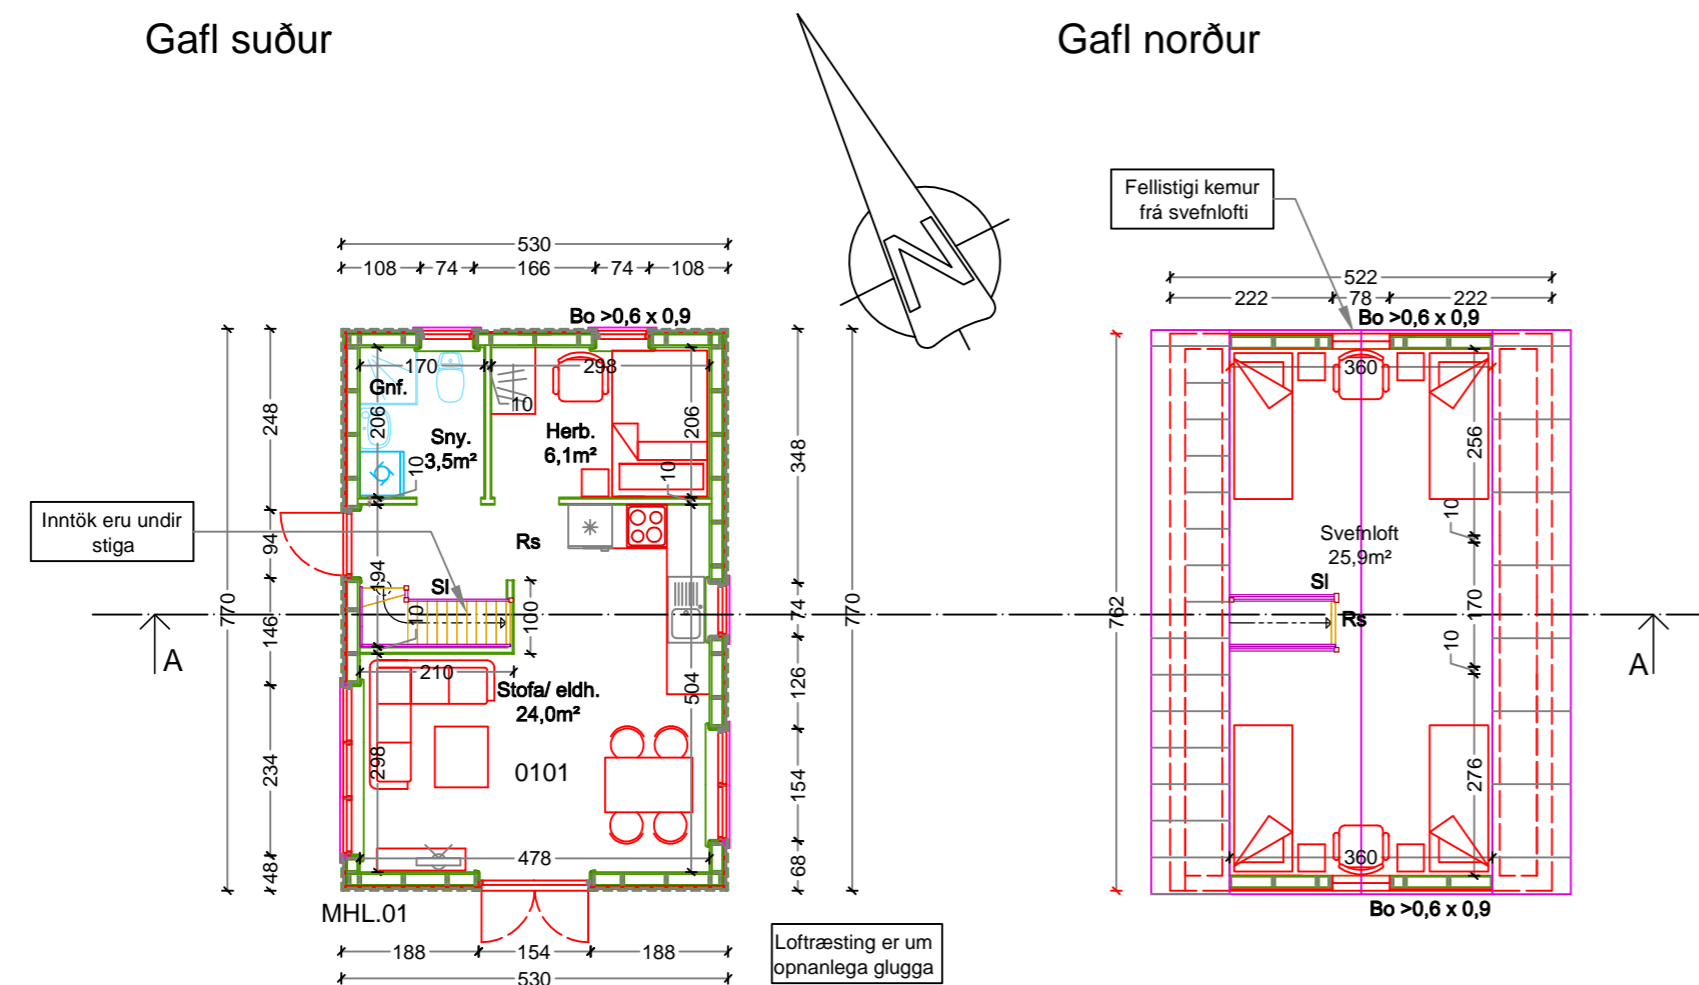 Gafl suður
Gafl norður
N
Fellistigi kemur
frá svefnlofti
530
108
74
166
74
108
522
222
78
222
Bo >0,6 x 0,9
Bo >0,6 x 0,9
170
298
360
Gnf.
10
206
Sny.
3,5m²
Herb.
6,1m²
206
10
10
248
348
256
Inntök eru undir
stiga
94
Rs
10
Svefnloft
25,9m²
194
Sl
10
100
Sl
Rs
770
146
74
770
762
170
A
A
10
210
Stofa/ eldh.
24,0m²
504
126
298
0101
234
154
276
478
360
48
68
MHL.01
Bo >0,6 x 0,9
188
154
188
530
Loftræsting er um
opnanlega glugga